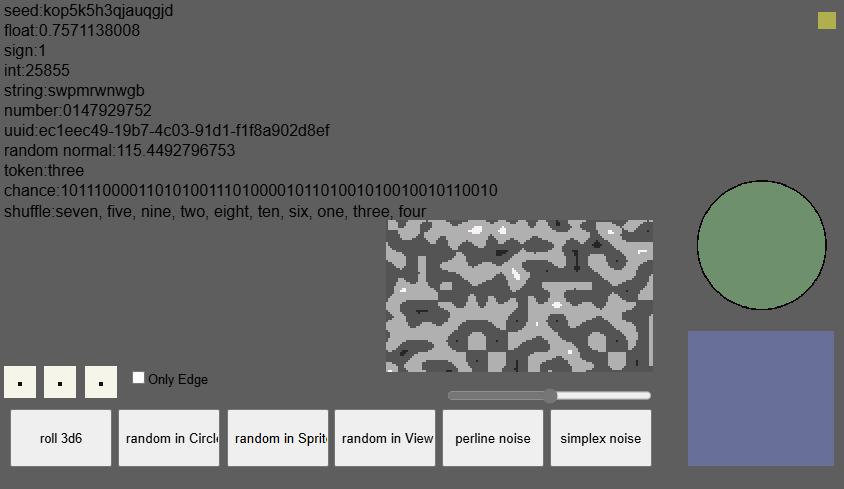 seed:kop5k5h3qjauqgjd
float:0.7571138008
sign:1
int:25855
string:swpmrwnwgb
number:0147929752
uuid:ec1eec49-19b7-4c03-91d1-f1f8a902d8ef
random normal:115.4492796753
token:three
chance:10111000011010100111010000101101001010010010110010
shuffle:seven, five, nine, two, eight, ten, six, one, three, four
Only Edge
roll 3d6
random in Circl
random in Sprit
random in View
perline noise
simplex noise